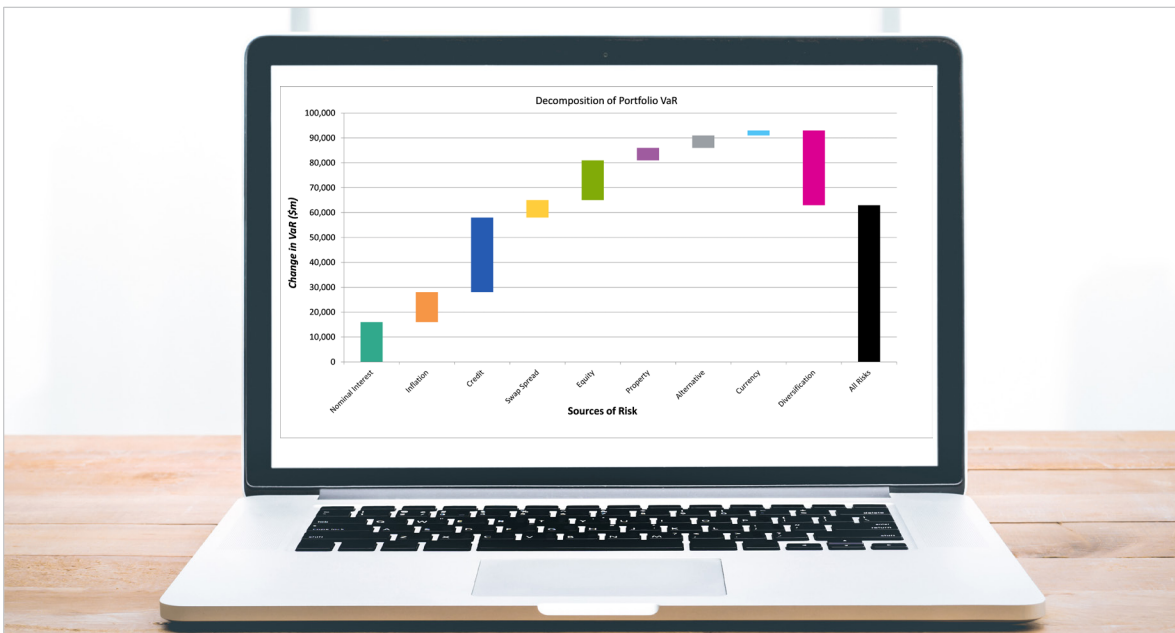 Decomposition of Portfolio VaR
Change in VaR ($m)
100,000
90,000
80,000
70,000
60,000
50,000
40,000
30,000
20,000
10,000
0
Nominal Interest
Inflation
Credit
Swap Spread
Equity
Property
Alternative
Currency
Diversification
All Risks
Sources of Risk